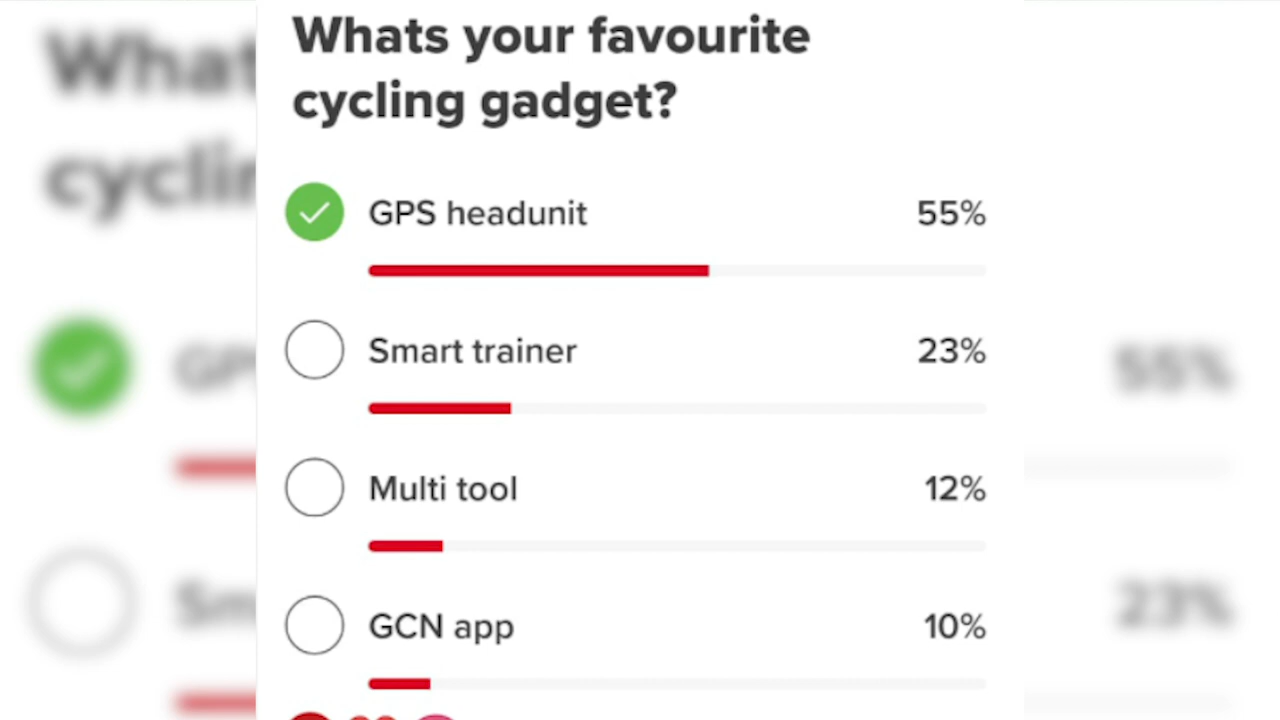 Whats your favourite
cycling gadget?
GPS headunit 55%
Smart trainer 23%
Multi tool 12%
GCN app 10%